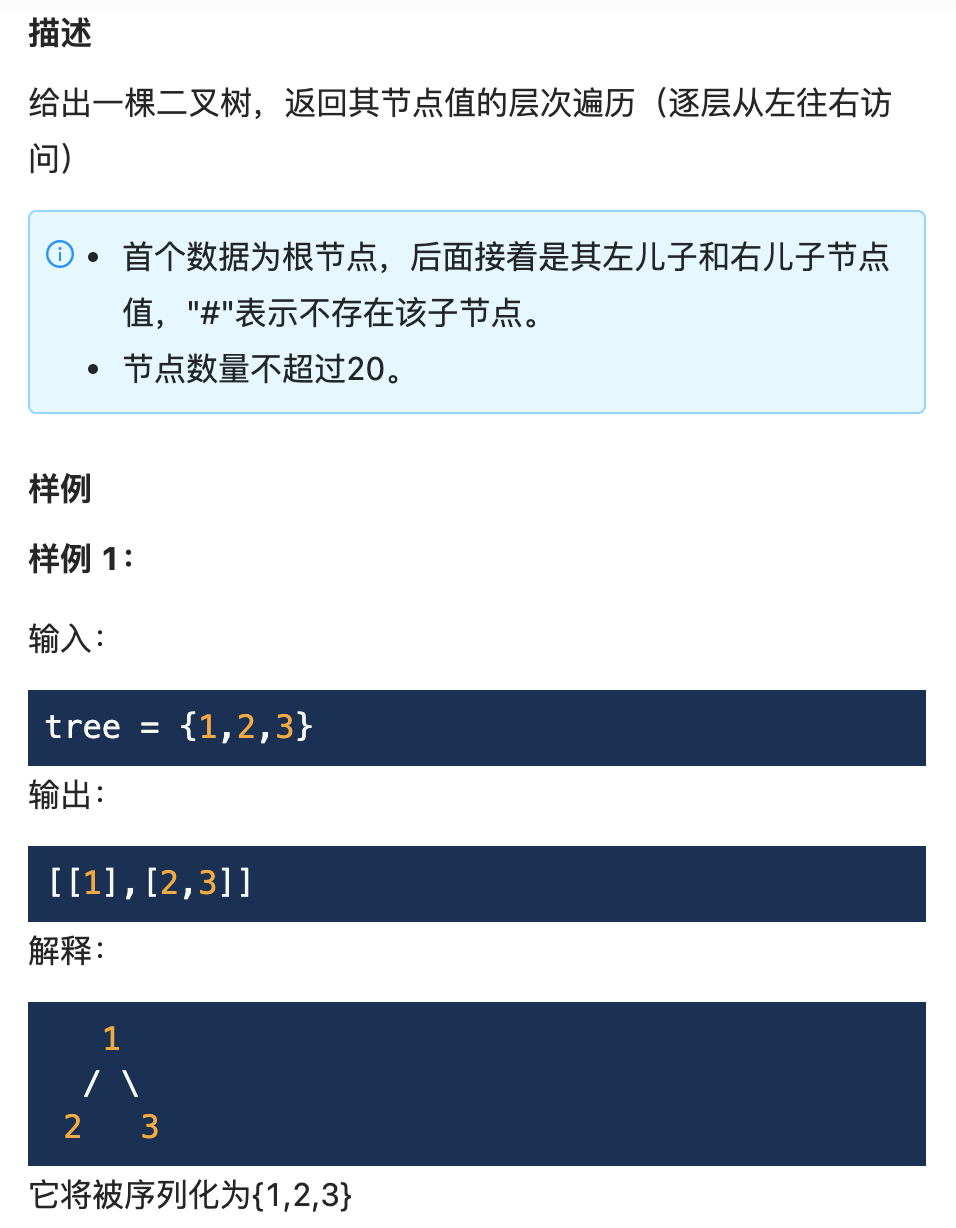 描述
给出一棵二叉树，返回其节点值的层次遍历（逐层从左往右访
问）
• 首个数据为根节点，后面接着是其左儿子和右儿子节点
值，"#"表示不存在该子节点。
• 节点数量不超过20。
样例
样例 1：
输入：
tree = {1,2,3}
输出：
[[1],[2,3]]
解释：
1
/ \
2 3
它将被序列化为{1,2,3}